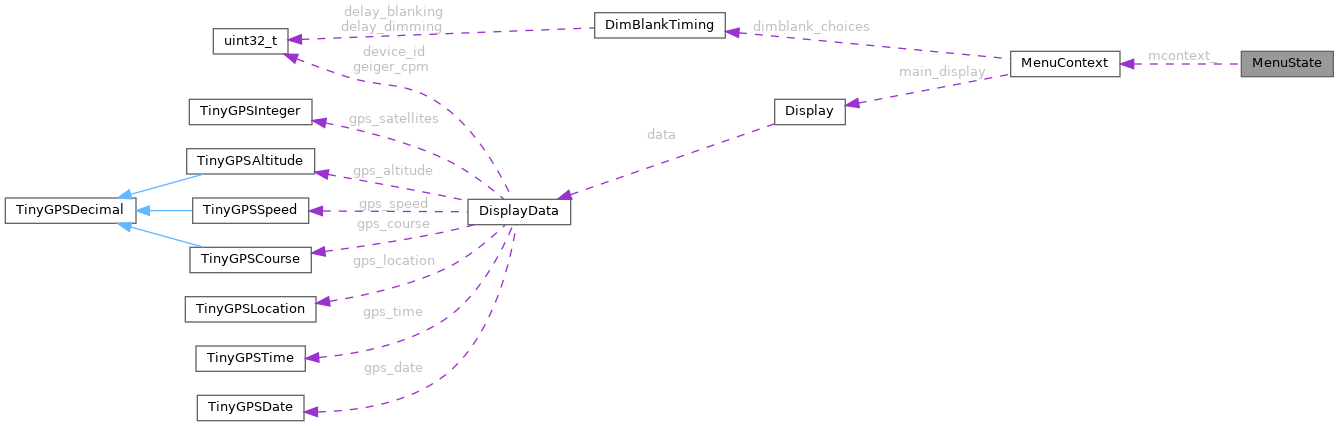 delay_blanking
delay_dimming
DimBlankTiming
dimblank_choices
uint32_t
device_id
geiger_cpm
MenuContext
mcontext_
MenuState
main_display
TinyGPSInteger
gps_satellites
Display
data
TinyGPSAltitude
gps_altitude
TinyGPSDecimal
TinyGPSSpeed
gps_speed
DisplayData
gps_course
TinyGPSCourse
gps_location
TinyGPSLocation
gps_time
TinyGPSTime
gps_date
TinyGPSDate